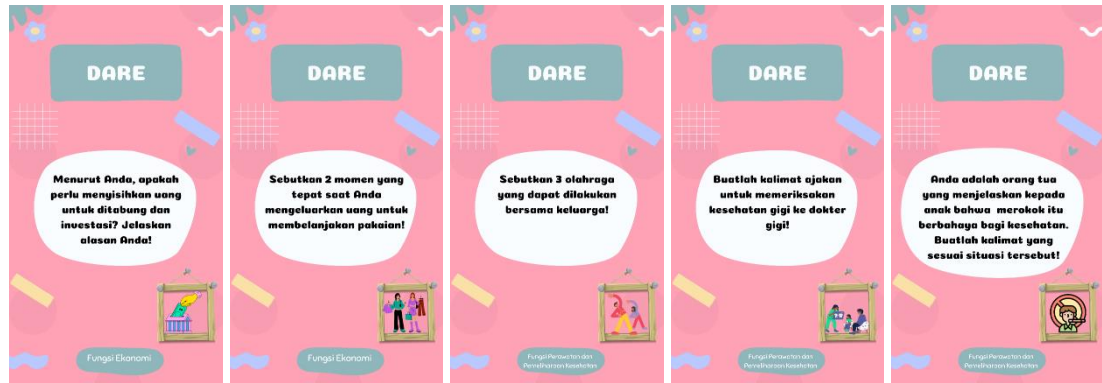 DARE
Menurut Anda, apakah
perlu menyisihkan uang
untuk ditabung dan
investasi? Jelaskan
alasan Anda!
Fungsi Ekonomi
DARE
Sebutkan 2 momen yang
tepat saat Anda
mengeluarkan uang untuk
membelanjakan pakaian!
Fungsi Ekonomi
DARE
Sebutkan 3 olahraga
yang dapat dilakukan
bersama keluarga!
Fungsi Perawatan dan
Pemeliharaan Kesehatan
DARE
Buatlah kalimat ajakan
untuk memeriksakan
kesehatan gigi ke dokter
gigi!
Fungsi Perawatan dan
Pemeliharaan Kesehatan
DARE
Anda adalah orang tua
yang menjelaskan kepada
anak bahwa merokok itu
berbahaya bagi kesehatan.
Buatlah kalimat yang
sesuai situasi tersebut!
Fungsi Perawatan dan
Pemeliharaan Kesehatan